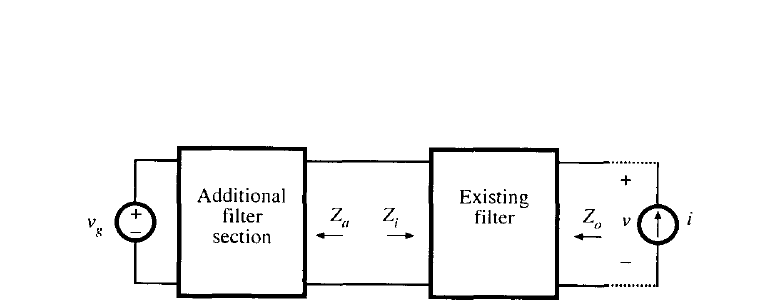 Additional
filter
section
Existing
filter
Z_a
Z_i
Z_o
v_g
+
−
+
v
−
i